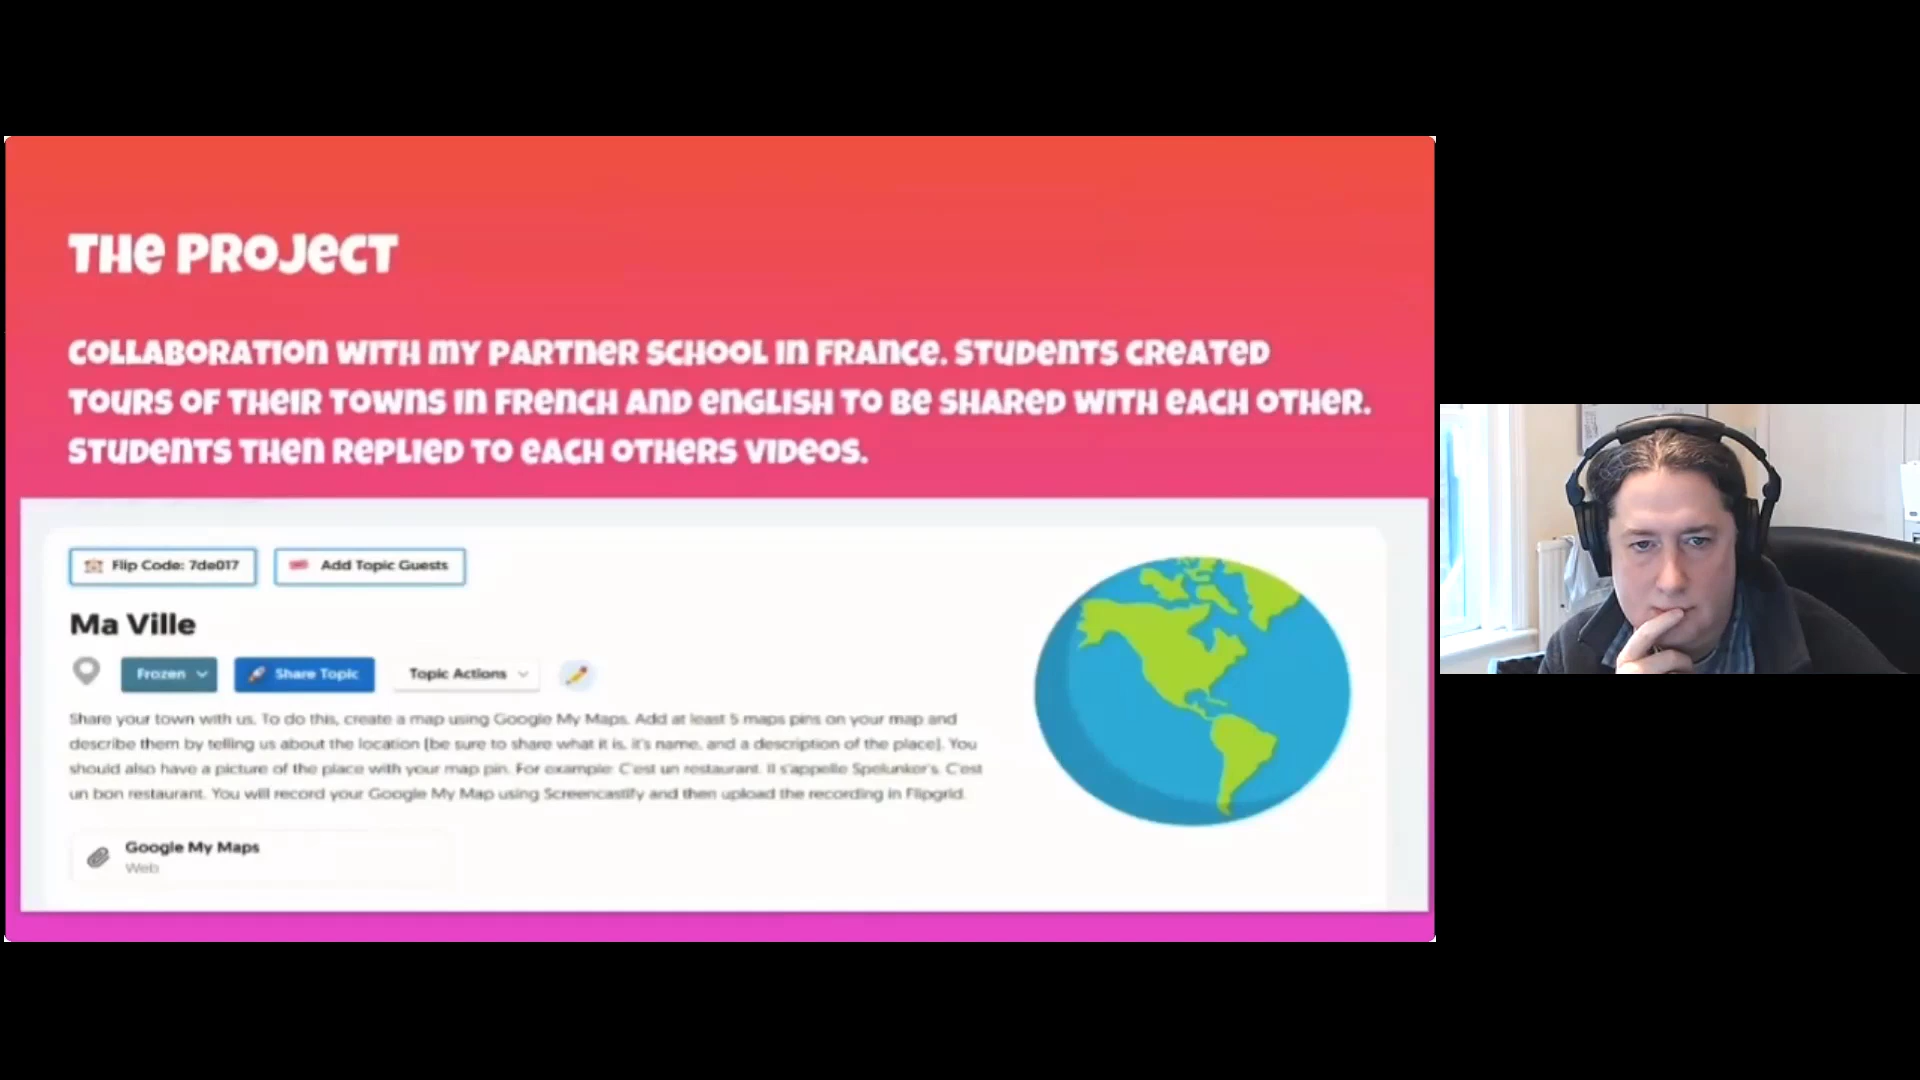 THE PROJECT
COLLABORATION WITH MY PARTNER SCHOOL IN FRANCE. STUDENTS CREATED
TOURS OF THEIR TOWNS IN FRENCH AND ENGLISH TO BE SHARED WITH EACH OTHER.
STUDENTS THEN REPLIED TO EACH OTHERS VIDEOS.
Flip Code: 7de017
Add Topic Guests
Ma Ville
Frozen
Share Topic
Topic Actions
Share your town with us. To do this, create a map using Google My Maps. Add at least 5 maps pins on your map and
describe them by telling us about the location [be sure to share what it is, it's name, and a description of the place]. You
should also have a picture of the place with your map pin. For example: C'est un restaurant. Il s'appelle Spelunker's. C'est
un bon restaurant. You will record your Google My Map using Screencastify and then upload the recording in Flipgrid.
Google My Maps
Web